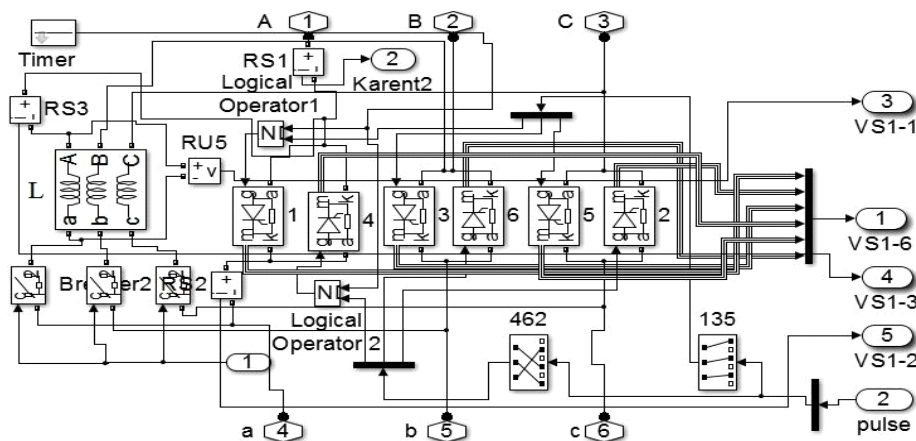 A 1 B 2 C 3
Timer
RS1
2
Karent2
Logical
Operator1
RS3
RU5
N
3
VS1-1
A B C
L
a b c
v
1 4 3 6 5 2
g a m k
1
VS1-6
Breaker2 RS2
N
Logical
Operator 2
462
135
4
VS1-3
5
VS1-2
1
2
pulse
a 4 b 5 c 6